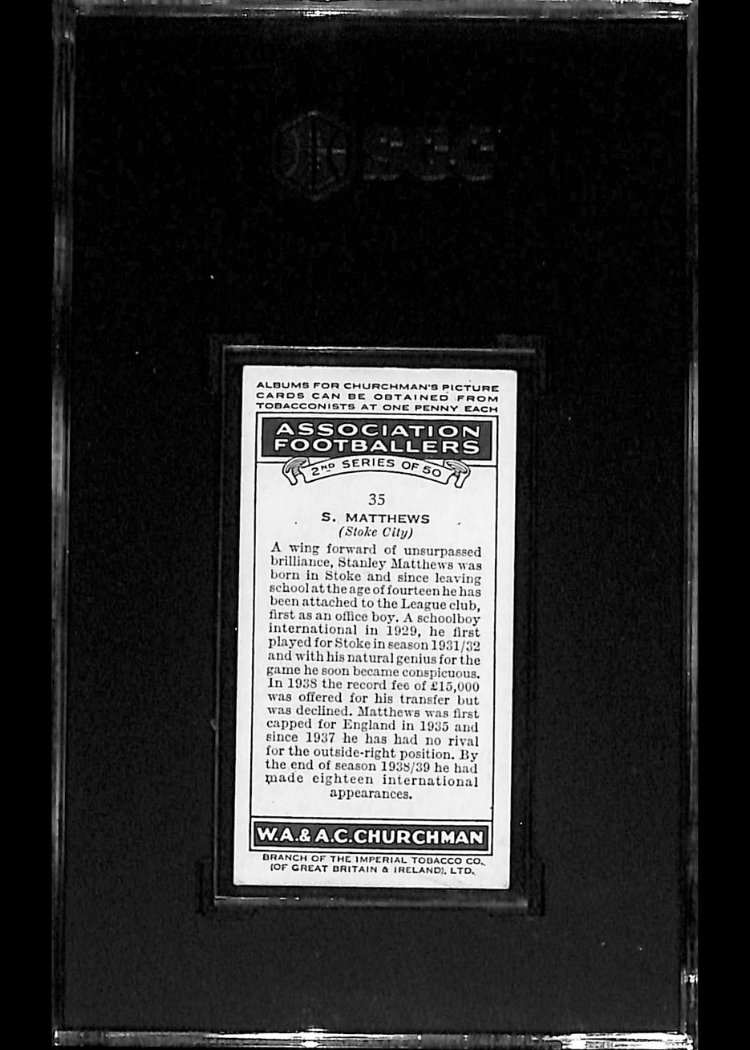 SGC
ALBUMS FOR CHURCHMAN'S PICTURE
CARDS CAN BE OBTAINED FROM
TOBACCONISTS AT ONE PENNY EACH
ASSOCIATION
FOOTBALLERS
2ND SERIES OF 50
35
S. MATTHEWS
(Stoke City)
A wing forward of unsurpassed
brilliance, Stanley Matthews was
born in Stoke and since leaving
school at the age of fourteen he has
been attached to the League club,
first as an office boy. A schoolboy
international in 1929, he first
played for Stoke in season 1931/32
and with his natural genius for the
game he soon became conspicuous.
In 1938 the record fee of £15,000
was offered for his transfer but
was declined. Matthews was first
capped for England in 1935 and
since 1937 he has had no rival
for the outside-right position. By
the end of season 1938/39 he had
made eighteen international
appearances.
W.A.& A.C.CHURCHMAN
BRANCH OF THE IMPERIAL TOBACCO CO.,
(OF GREAT BRITAIN & IRELAND), LTD.